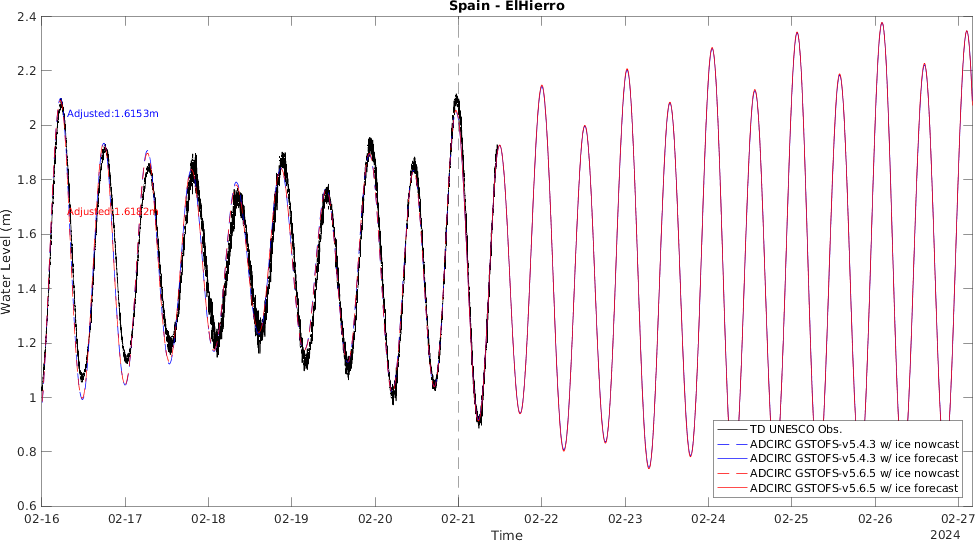 Spain - ElHierro
2.4
2.2
2
1.8
1.6
1.4
1.2
1
0.8
0.6
Water Level (m)
Adjusted:1.6153m
Adjusted:1.6182m
TD UNESCO Obs.
ADCIRC GSTOFS-v5.4.3 w/ ice nowcast
ADCIRC GSTOFS-v5.4.3 w/ ice forecast
ADCIRC GSTOFS-v5.6.5 w/ ice nowcast
ADCIRC GSTOFS-v5.6.5 w/ ice forecast
02-16 02-17 02-18 02-19 02-20 02-21 02-22 02-23 02-24 02-25 02-26 02-27
Time
2024